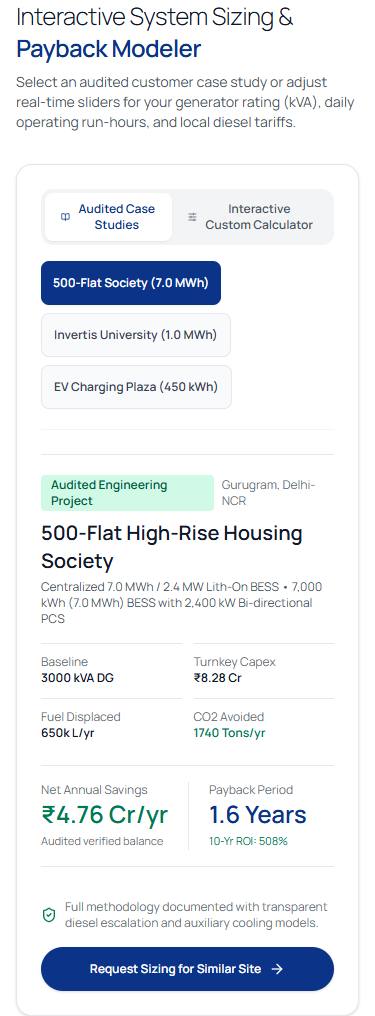 Interactive System Sizing &
Payback Modeler
Select an audited customer case study or adjust
real-time sliders for your generator rating (kVA), daily
operating run-hours, and local diesel tariffs.
Audited Case
Studies
Interactive
Custom Calculator
500-Flat Society (7.0 MWh)
Invertis University (1.0 MWh)
EV Charging Plaza (450 kWh)
Audited Engineering
Project
Gurugram, Delhi-
NCR
500-Flat High-Rise Housing
Society
Centralized 7.0 MWh / 2.4 MW Lith-On BESS • 7,000
kWh (7.0 MWh) BESS with 2,400 kW Bi-directional
PCS
Baseline
3000 kVA DG
Turnkey Capex
₹8.28 Cr
Fuel Displaced
650k L/yr
CO2 Avoided
1740 Tons/yr
Net Annual Savings
₹4.76 Cr/yr
Audited verified balance
Payback Period
1.6 Years
10-Yr ROI: 508%
Full methodology documented with transparent
diesel escalation and auxiliary cooling models.
Request Sizing for Similar Site